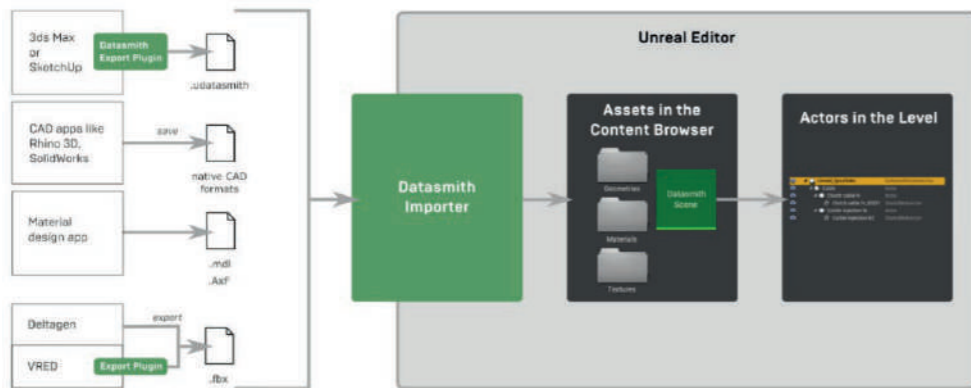 Unreal Editor
3ds Max
or
SketchUp
Datasmith
Export Plugin
.udatasmith
CAD apps like
Rhino 3D,
SolidWorks
save
native CAD
formats
Material
design app
.mdl
.Axf
Deltagen
export
VRED
Export Plugin
.fbx
Datasmith
Importer
Assets in the
Content Browser
Geometries
Datasmith
Scene
Materials
Textures
Actors in the Level